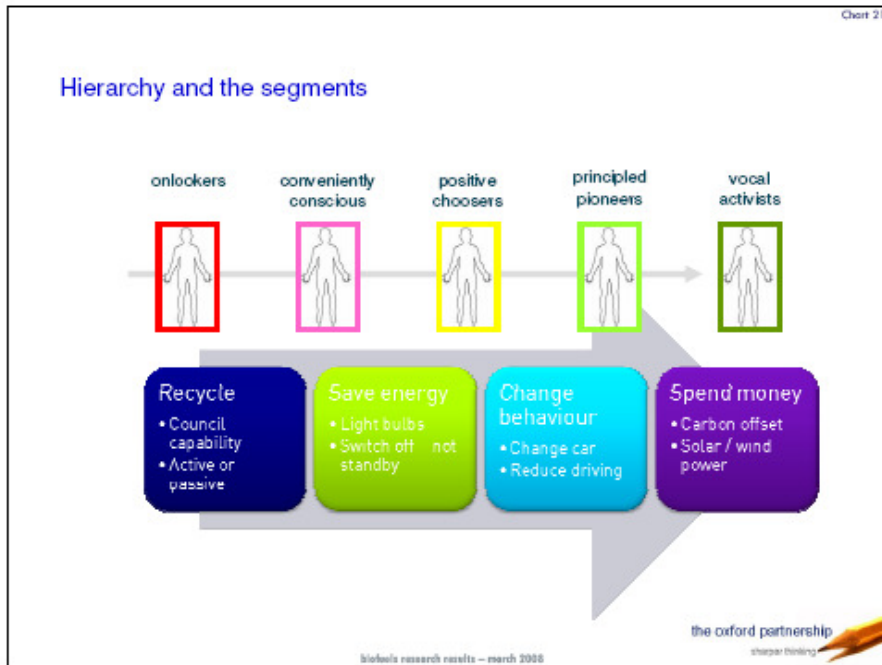 Chart 21
Hierarchy and the segments
onlookers
conveniently
conscious
positive
choosers
principled
pioneers
vocal
activists
Recycle
• Council
capability
• Active or
passive
Save energy
• Light bulbs
• Switch off not
standby
Change
behaviour
• Change car
• Reduce driving
Spend money
• Carbon offset
• Solar / wind
power
the oxford partnership
sharper thinking
biofuels research results – march 2008